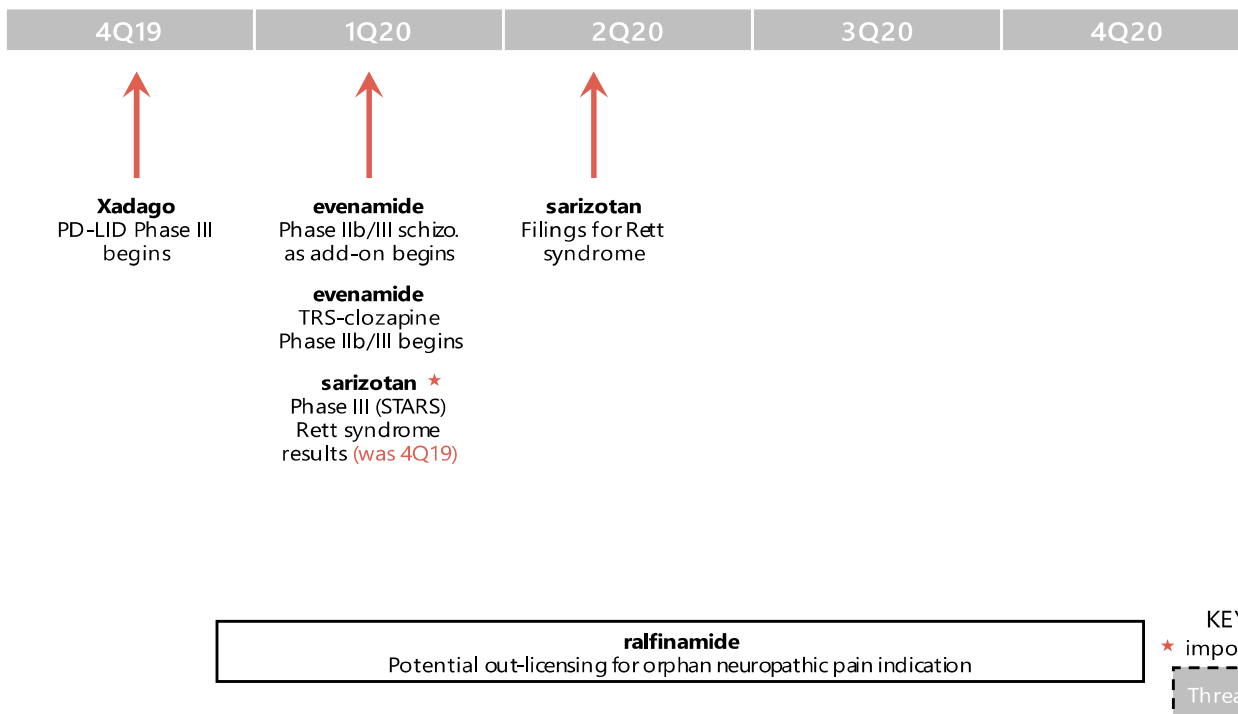 4Q19 1Q20 2Q20 3Q20 4Q20
Xadago
PD-LID Phase III
begins
evenamide
Phase IIb/III schizo.
as add-on begins
evenamide
TRS-clozapine
Phase IIb/III begins
sarizotan ★
Phase III (STARS)
Rett syndrome
results (was 4Q19)
sarizotan
Filings for Rett
syndrome
ralfinamide
Potential out-licensing for orphan neuropathic pain indication
KEY
★